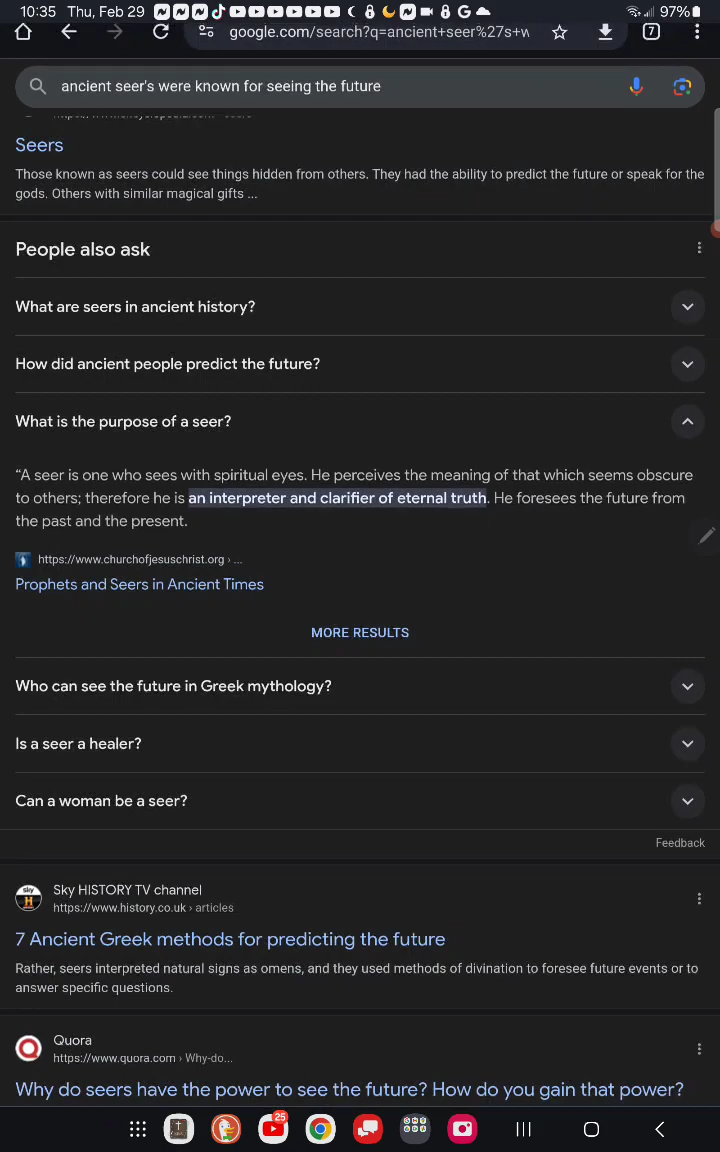 10:35 Thu, Feb 29 97%
google.com/search?q=ancient+seer%27s+w 7
ancient seer's were known for seeing the future
Seers
Those known as seers could see things hidden from others. They had the ability to predict the future or speak for the
gods. Others with similar magical gifts ...
People also ask
What are seers in ancient history?
How did ancient people predict the future?
What is the purpose of a seer?
“A seer is one who sees with spiritual eyes. He perceives the meaning of that which seems obscure
to others; therefore he is an interpreter and clarifier of eternal truth. He foresees the future from
the past and the present.
https://www.churchofjesuschrist.org › ...
Prophets and Seers in Ancient Times
MORE RESULTS
Who can see the future in Greek mythology?
Is a seer a healer?
Can a woman be a seer?
Feedback
Sky HISTORY TV channel
https://www.history.co.uk › articles
7 Ancient Greek methods for predicting the future
Rather, seers interpreted natural signs as omens, and they used methods of divination to foresee future events or to
answer specific questions.
Quora
https://www.quora.com › Why-do...
Why do seers have the power to see the future? How do you gain that power?
25